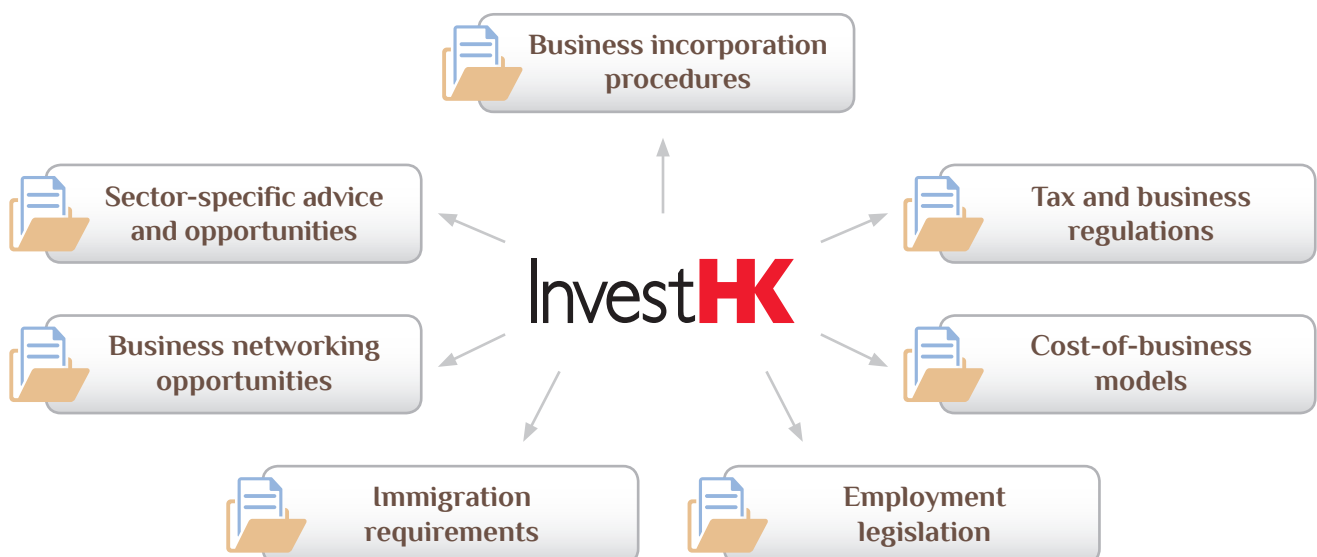 Business incorporation
procedures
Sector-specific advice
and opportunities
Tax and business
regulations
InvestHK
Business networking
opportunities
Cost-of-business
models
Immigration
requirements
Employment
legislation